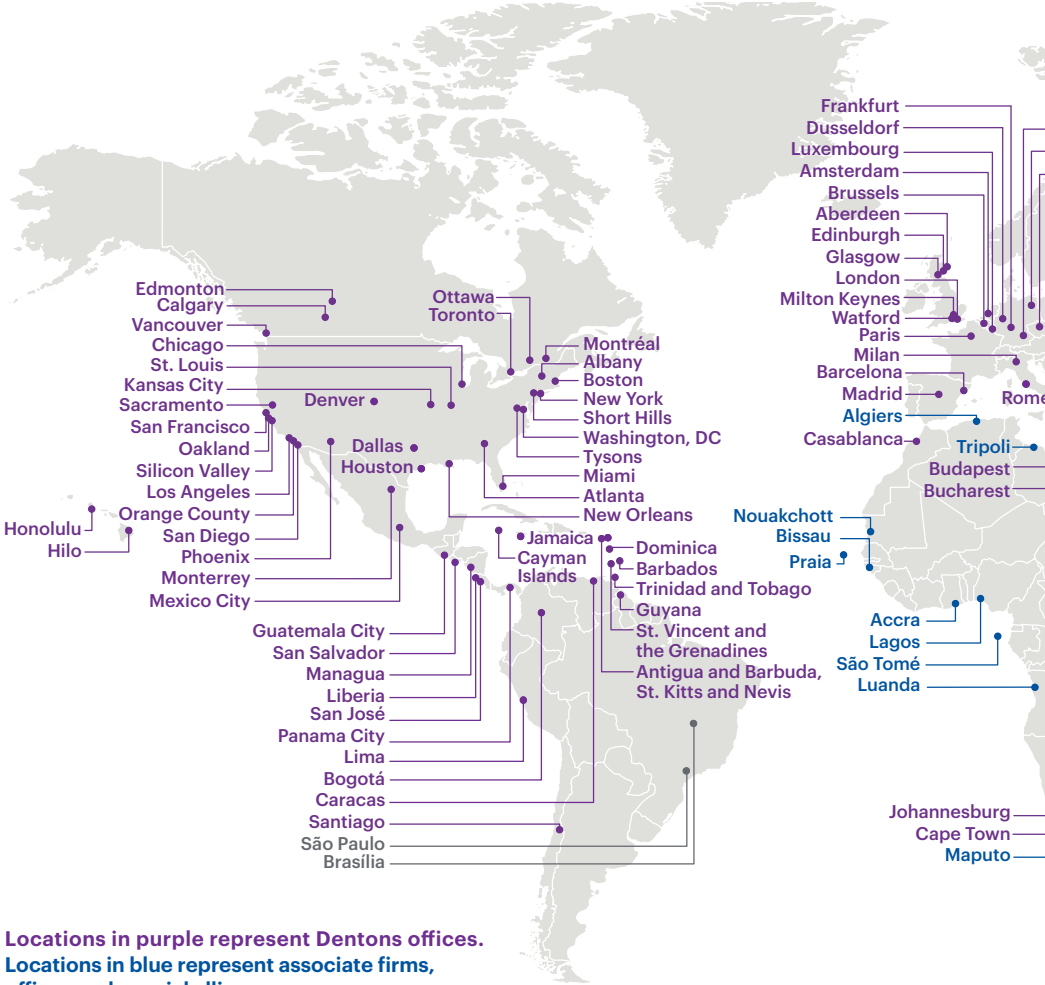 Frankfurt
Dusseldorf
Luxembourg
Amsterdam
Brussels
Aberdeen
Edinburgh
Glasgow
London
Milton Keynes
Watford
Paris
Milan
Barcelona
Madrid
Rome
Algiers
Casablanca
Tripoli
Budapest
Bucharest
Edmonton
Calgary
Vancouver
Chicago
St. Louis
Kansas City
Sacramento
San Francisco
Oakland
Silicon Valley
Los Angeles
Orange County
San Diego
Phoenix
Monterrey
Mexico City
Honolulu
Hilo
Denver
Dallas
Houston
Ottawa
Toronto
Montréal
Albany
Boston
New York
Short Hills
Washington, DC
Tysons
Miami
Atlanta
New Orleans
Jamaica
Cayman
Islands
Dominica
Barbados
Trinidad and Tobago
Guyana
St. Vincent and
the Grenadines
Antigua and Barbuda,
St. Kitts and Nevis
Guatemala City
San Salvador
Managua
Liberia
San José
Panama City
Lima
Bogotá
Caracas
Santiago
São Paulo
Brasília
Nouakchott
Bissau
Praia
Accra
Lagos
São Tomé
Luanda
Johannesburg
Cape Town
Maputo
Locations in purple represent Dentons offices.
Locations in blue represent associate firms,